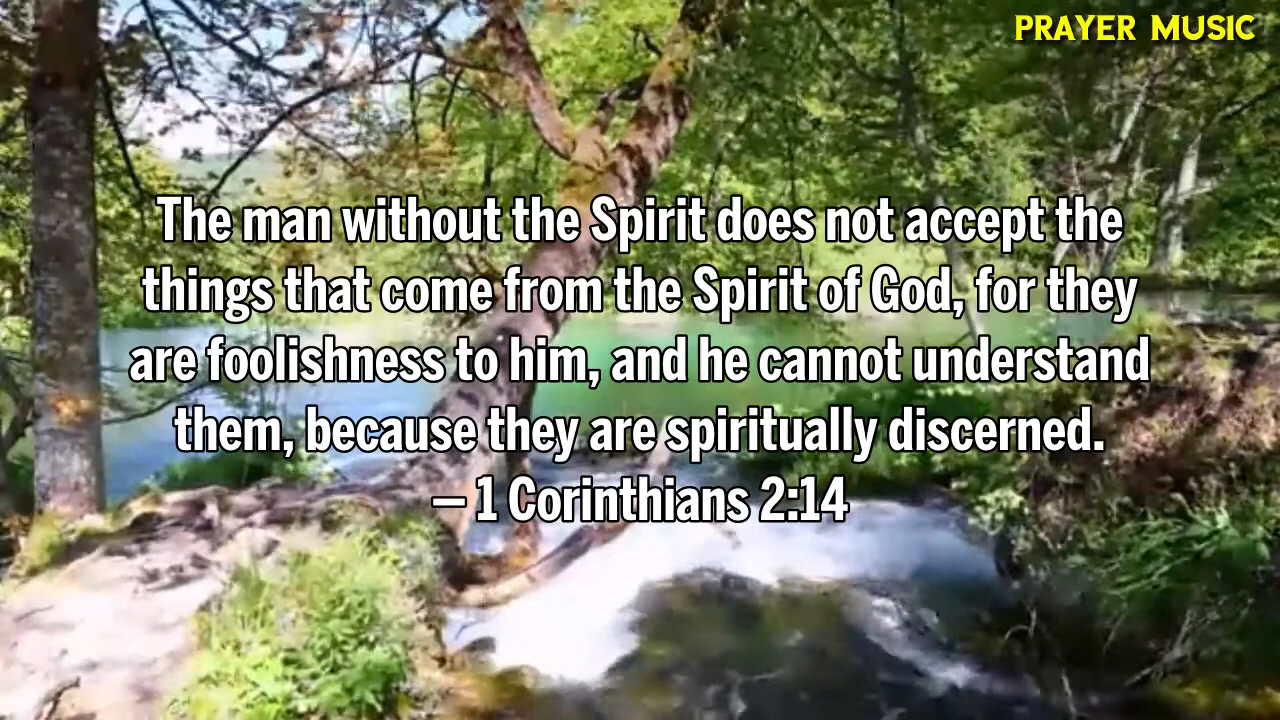 PRAYER MUSIC
The man without the Spirit does not accept the
things that come from the Spirit of God, for they
are foolishness to him, and he cannot understand
them, because they are spiritually discerned.
– 1 Corinthians 2:14